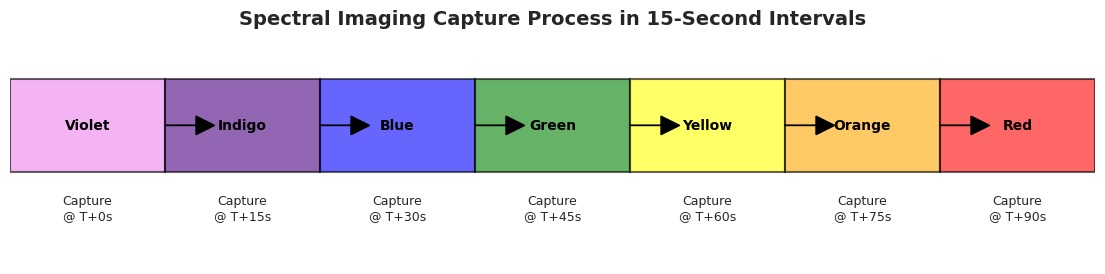 Spectral Imaging Capture Process in 15-Second Intervals
Violet
Indigo
Blue
Green
Yellow
Orange
Red
Capture
@ T+0s
Capture
@ T+15s
Capture
@ T+30s
Capture
@ T+45s
Capture
@ T+60s
Capture
@ T+75s
Capture
@ T+90s